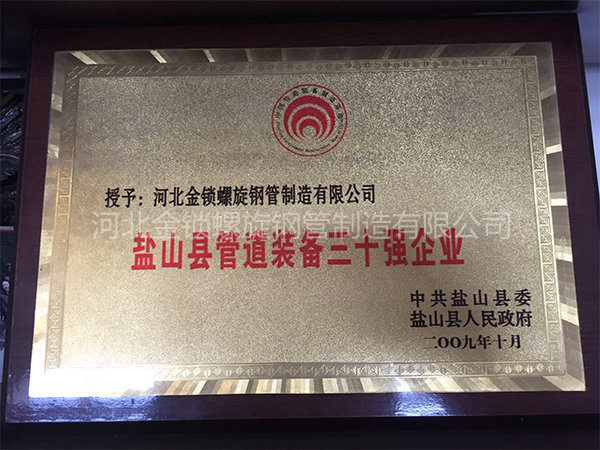 授予：河北金锁螺旋钢管制造有限公司
河北金锁螺旋钢管制造有限公司
盐山县管道装备三十强企业
中共盐山县委
盐山县人民政府
二〇〇九年十月